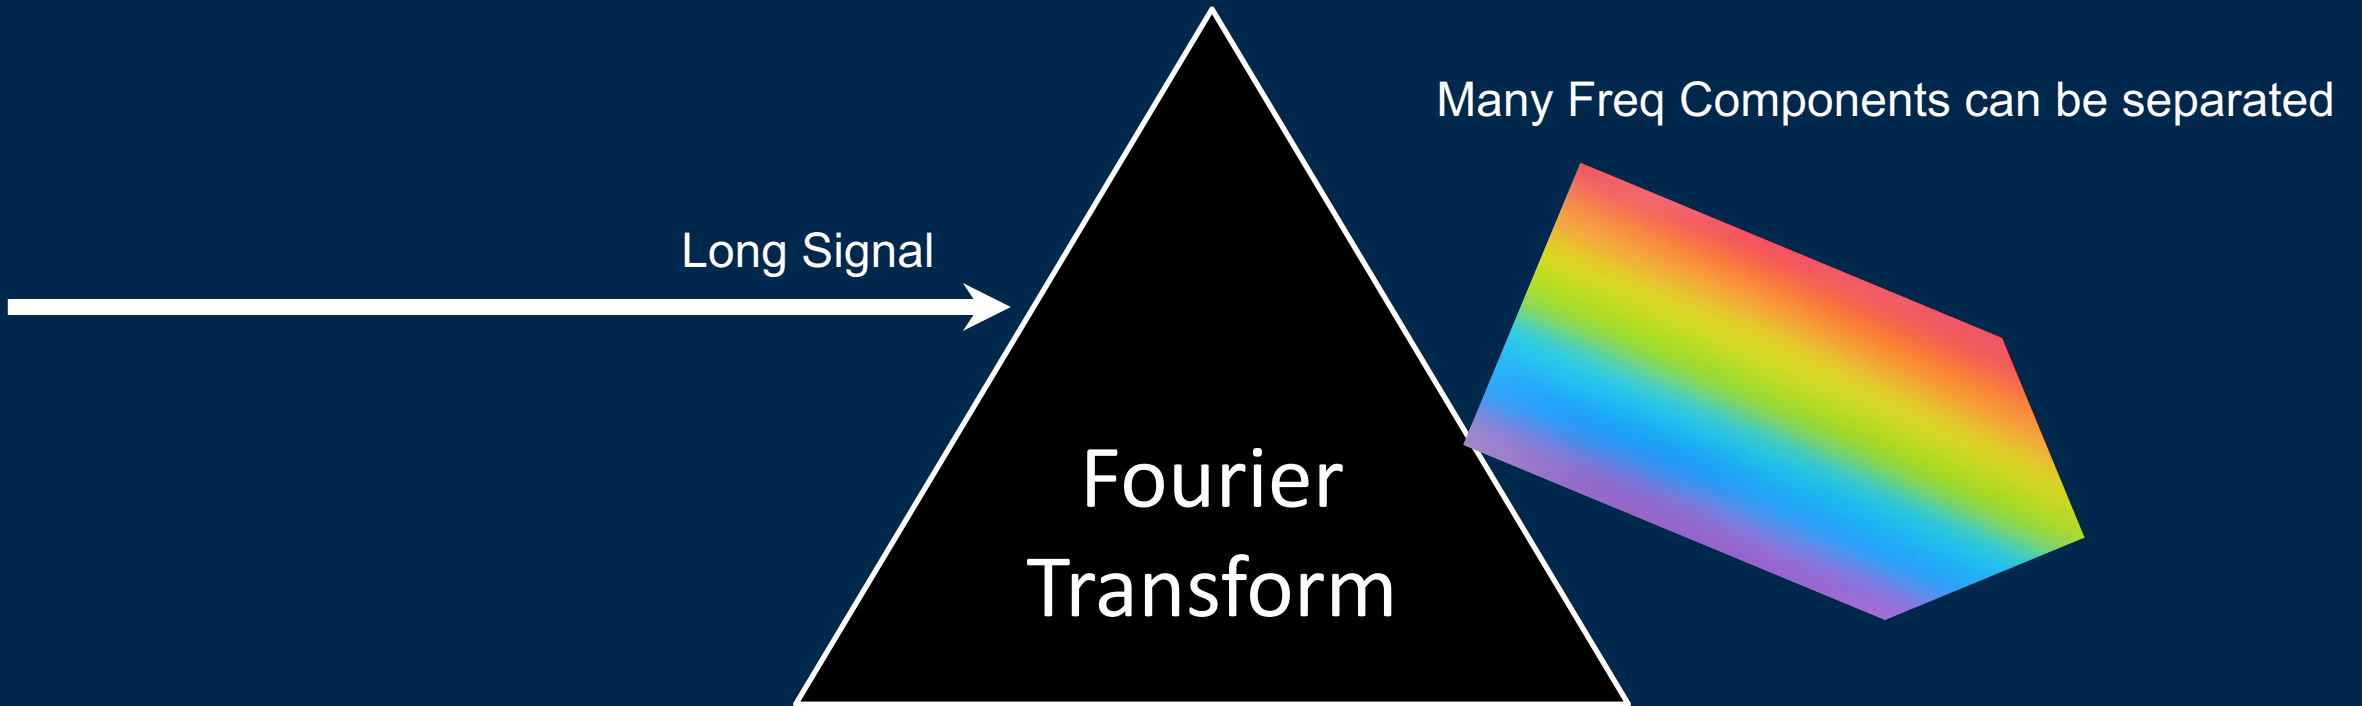 Many Freq Components can be separated
Long Signal
Fourier
Transform